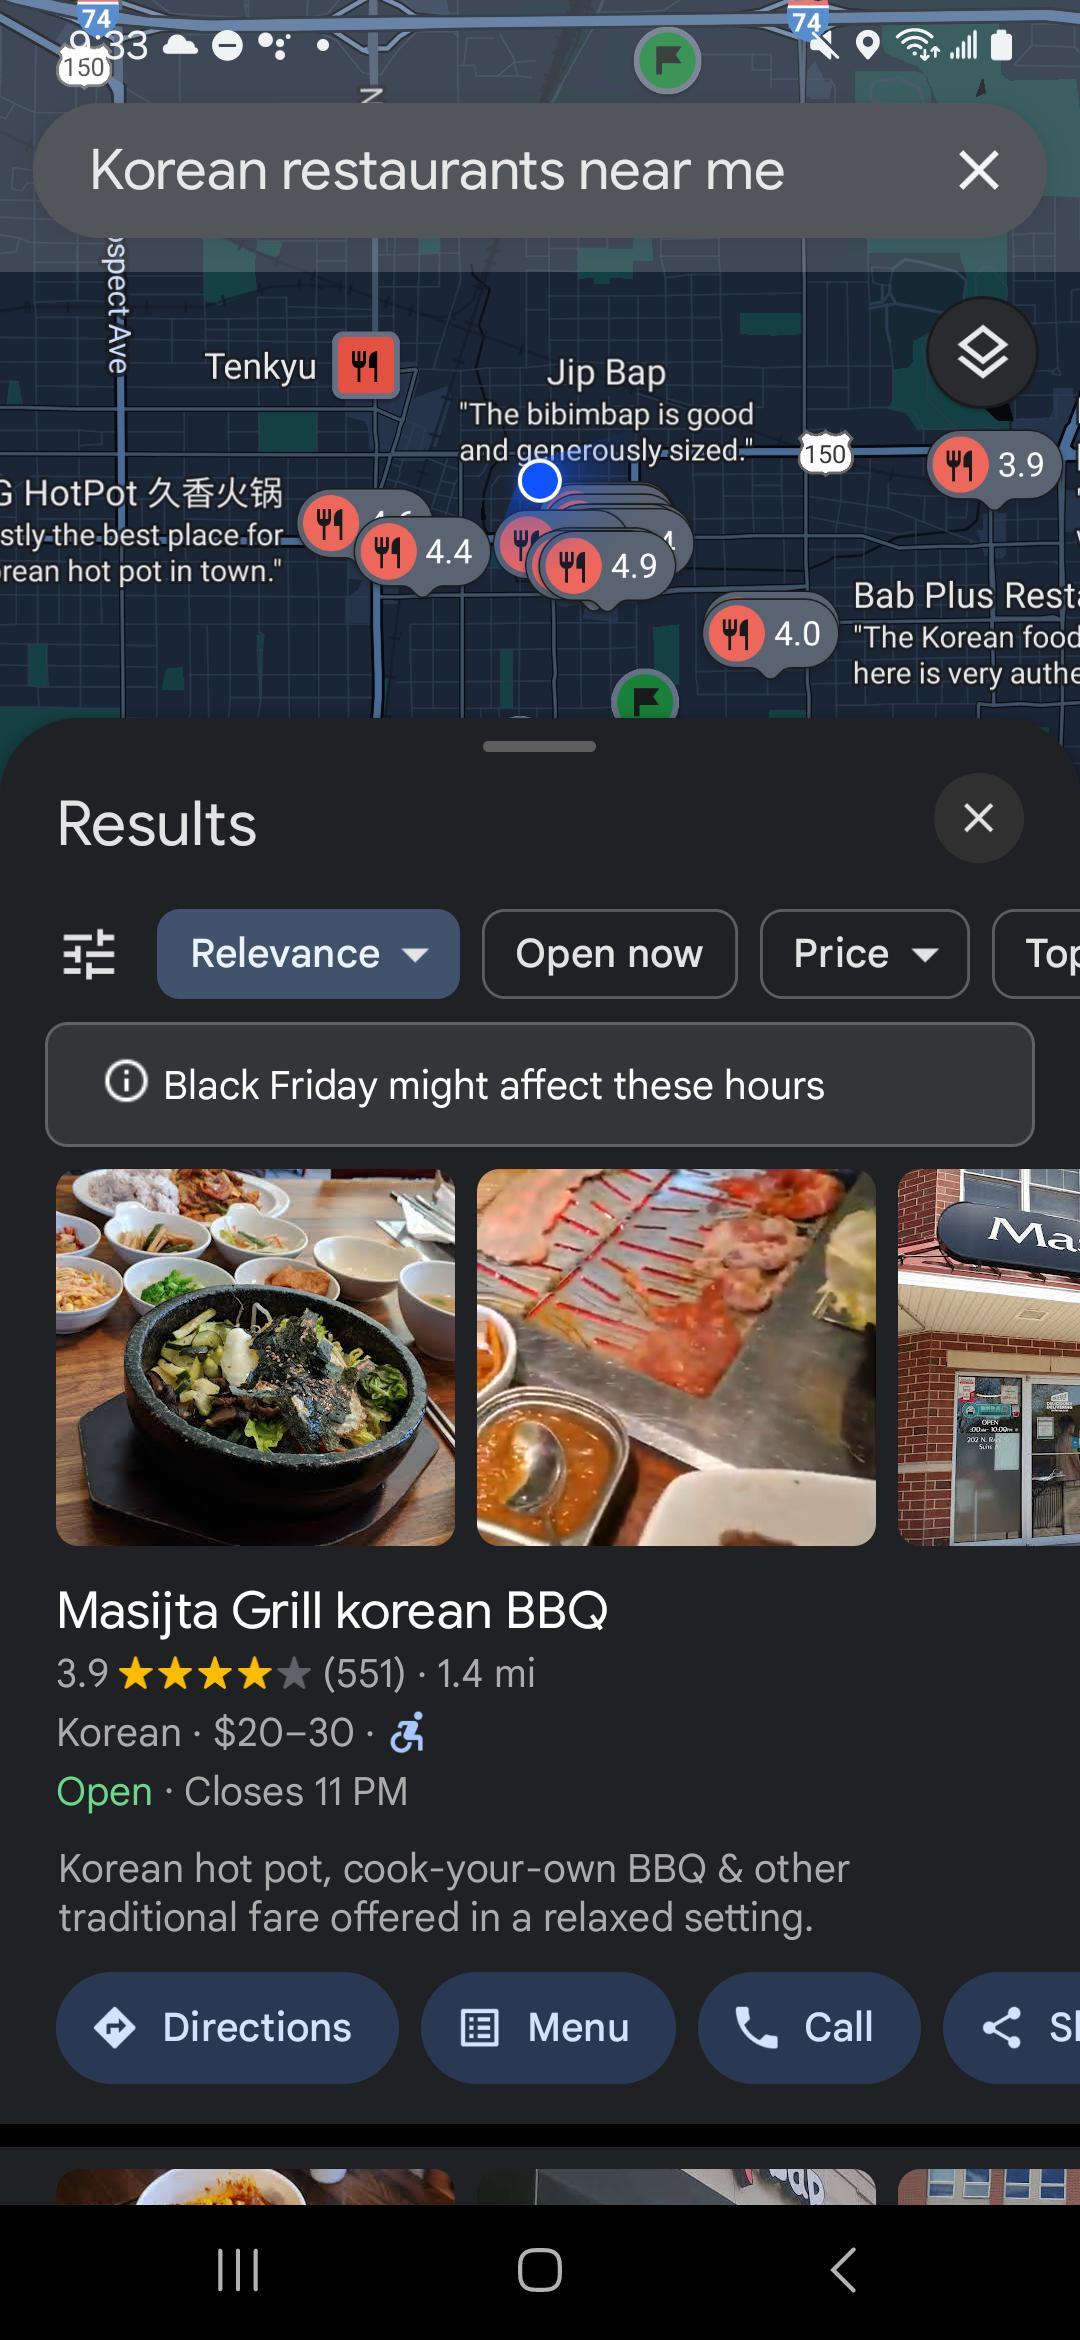 74
74
9:33
150
Korean restaurants near me
spect Ave
Tenkyu
Jip Bap
"The bibimbap is good
and generously sized."
150
3.9
G HotPot 久香火锅
stly the best place for
rean hot pot in town."
4.4
4.9
4.0
Bab Plus Rest
"The Korean food
here is very authe
Results
Relevance
Open now
Price
Top
Black Friday might affect these hours
Mas
OPEN
Masijta Grill korean BBQ
3.9 (551) · 1.4 mi
Korean · $20–30 ·
Open · Closes 11 PM
Korean hot pot, cook-your-own BBQ & other
traditional fare offered in a relaxed setting.
Directions
Menu
Call